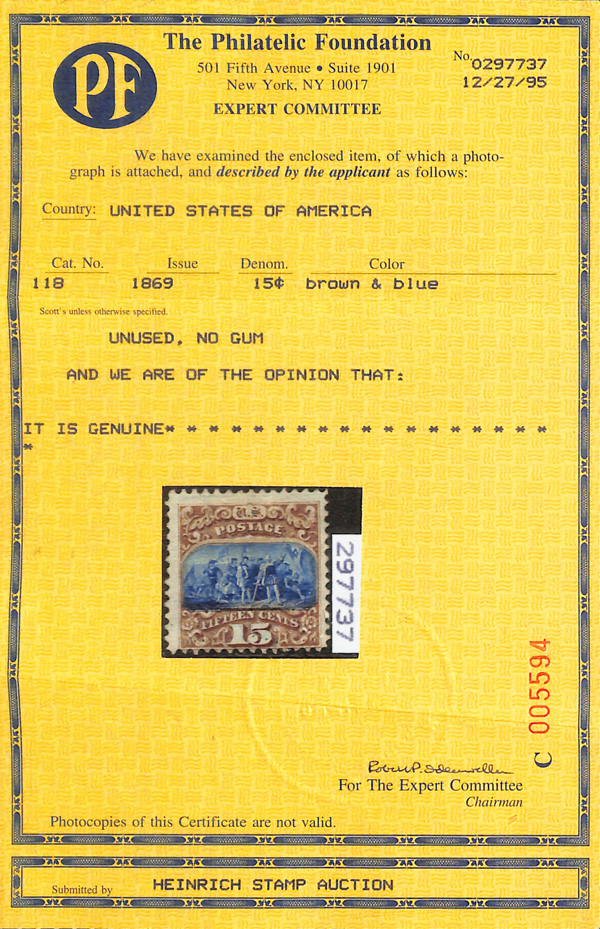 PF
The Philatelic Foundation
501 Fifth Avenue • Suite 1901
New York, NY 10017
EXPERT COMMITTEE
No. 0297737
12/27/95
We have examined the enclosed item, of which a photo-
graph is attached, and described by the applicant as follows:
Country: UNITED STATES OF AMERICA
Cat. No. Issue Denom. Color
118 1869 15¢ brown & blue
Scott's unless otherwise specified.
UNUSED, NO GUM
AND WE ARE OF THE OPINION THAT:
IT IS GENUINE* * * * * * * * * * * * * * * * * *
*
U.S.
POSTAGE
FIFTEEN CENTS
15
297737
C 005594
For The Expert Committee
Chairman
Photocopies of this Certificate are not valid.
Submitted by HEINRICH STAMP AUCTION